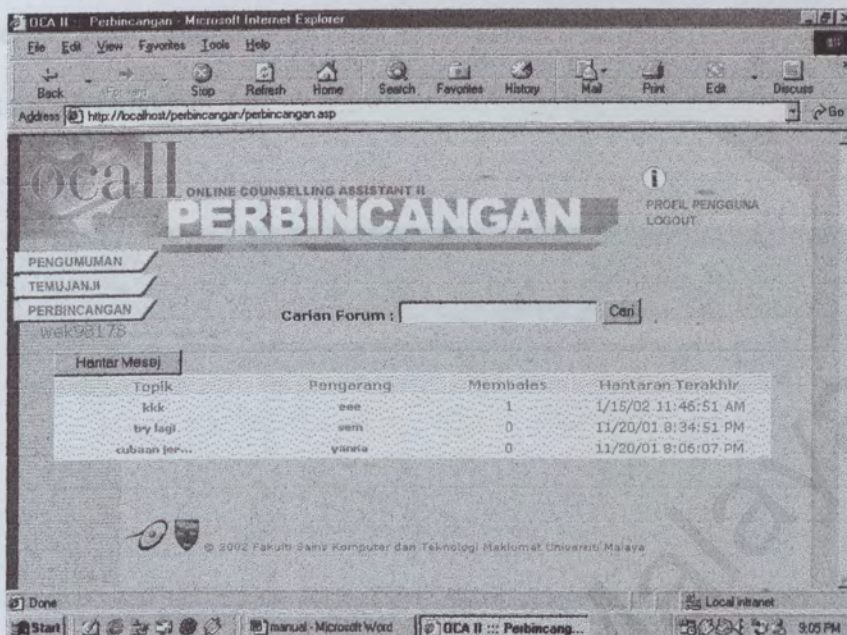 OCA II ::: Perbincangan - Microsoft Internet Explorer
File Edit View Favorites Tools Help
Back Forward Stop Refresh Home Search Favorites History Mail Print Edit Discuss
Address http://localhost/perbincangan/perbincangan.asp Go
ocaII
ONLINE COUNSELLING ASSISTANT II
PERBINCANGAN
PROFIL PENGGUNA
LOGOUT
PENGUMUMAN
TEMUJANJI
PERBINCANGAN
wek98178
Carian Forum : Cari
Hantar Mesej
Topik Pengarang Membalas Hantaran Terakhir
kkk eee 1 1/15/02 11:46:51 AM
try lagi sem 0 11/20/01 8:34:51 PM
cubaan jer... yanna 0 11/20/01 8:06:07 PM
© 2002 Fakulti Sains Komputer dan Teknologi Maklumat Universiti Malaya
Done Local intranet
Start manual - Microsoft Word OCA II ::: Perbincang... 9:05 PM